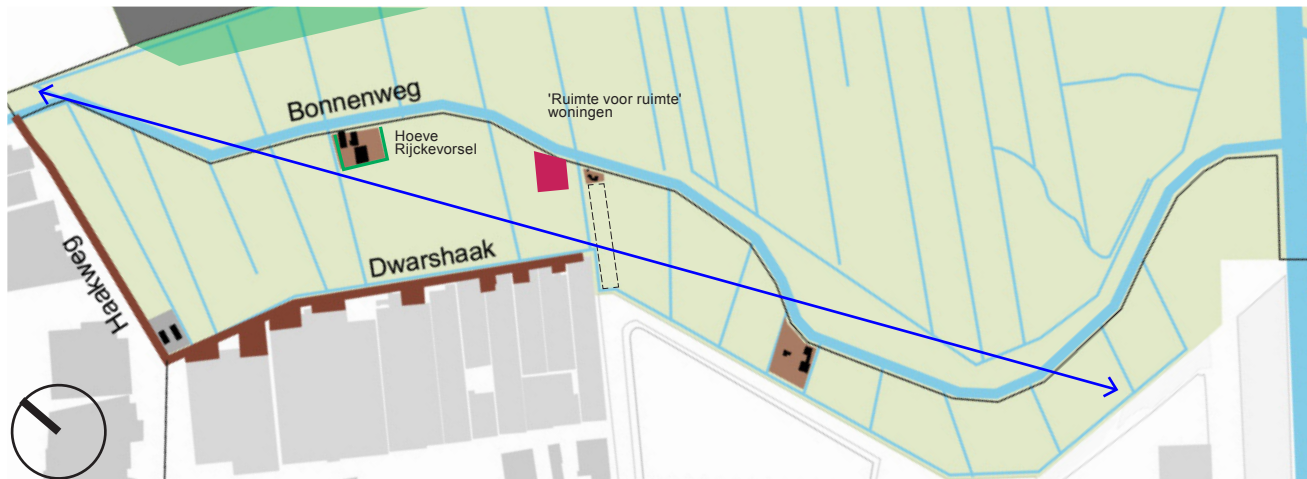 Bonnenweg
'Ruimte voor ruimte'
woningen
Hoeve
Rijckevorsel
Haakweg
Dwarshaak